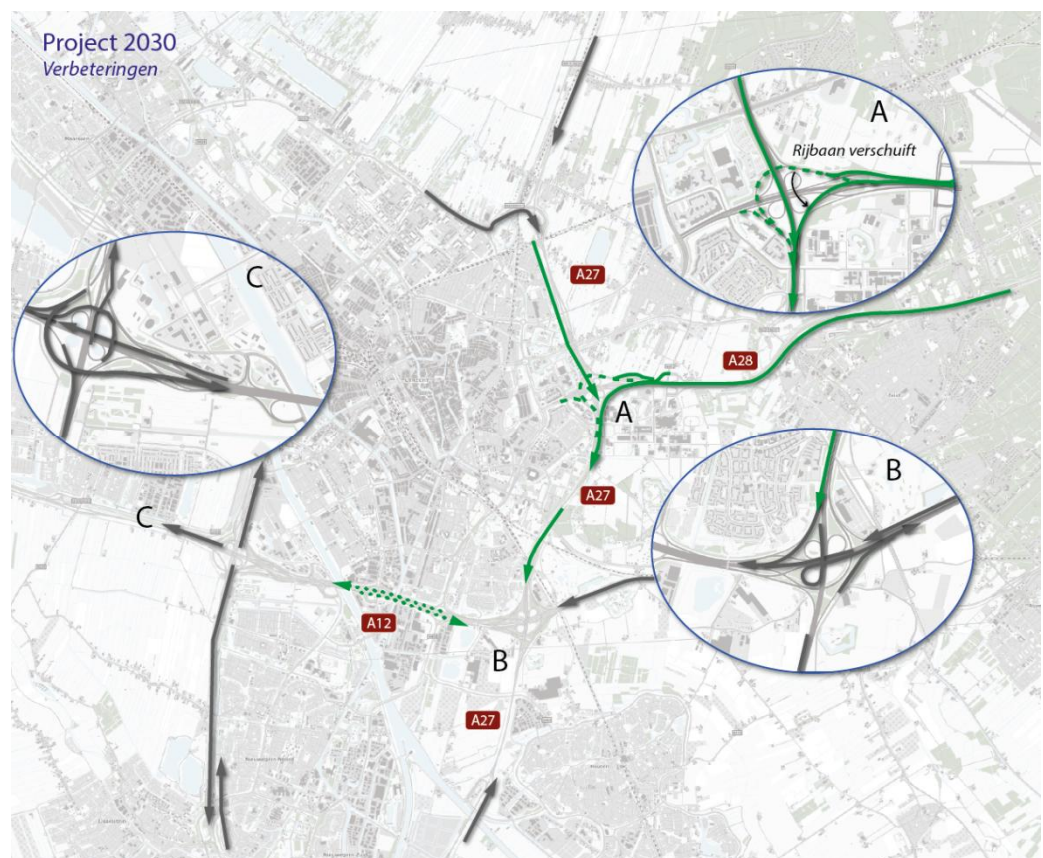 Project 2030
Verbeteringen
A
Rijbaan verschuift
C
A27
A28
A
B
A27
C
A12
B
A27